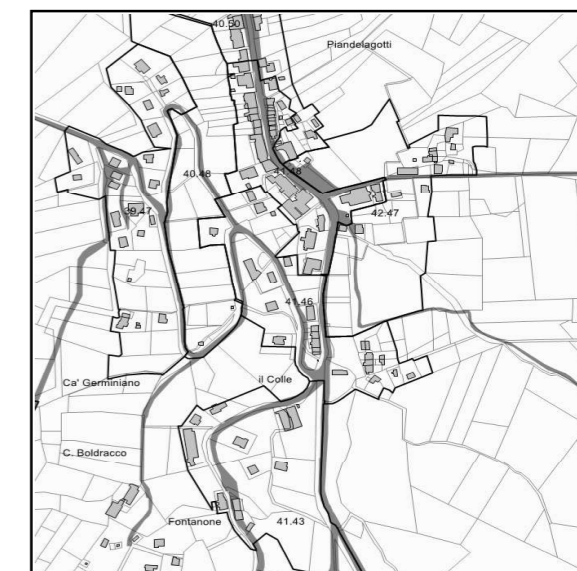 40.50
Piandelagotti
40.48
41.48
39.47
42.47
41.46
Ca' Germiniano
il Colle
C. Boldracco
Fontanone
41.43